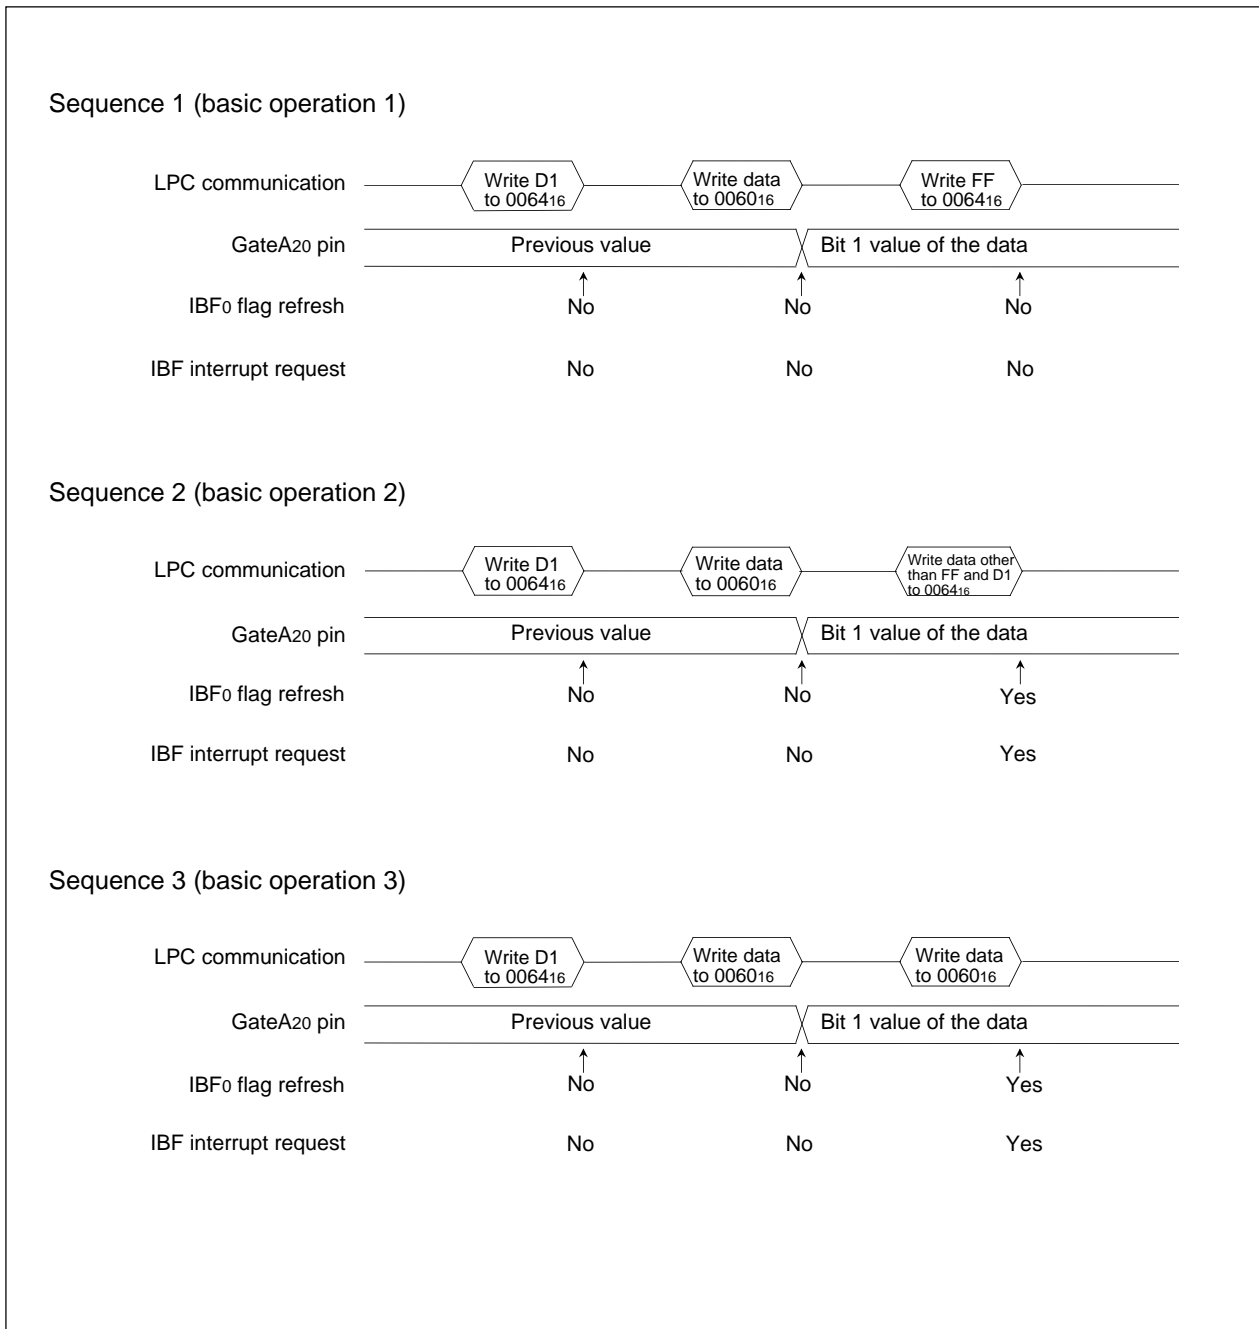 Sequence 1 (basic operation 1)
LPC communication
Write D1
to 006416
Write data
to 006016
Write FF
to 006416
GateA20 pin
Previous value
Bit 1 value of the data
IBF0 flag refresh
No
No
No
IBF interrupt request
No
No
No
Sequence 2 (basic operation 2)
LPC communication
Write D1
to 006416
Write data
to 006016
Write data other
than FF and D1
to 006416
GateA20 pin
Previous value
Bit 1 value of the data
IBF0 flag refresh
No
No
Yes
IBF interrupt request
No
No
Yes
Sequence 3 (basic operation 3)
LPC communication
Write D1
to 006416
Write data
to 006016
Write data
to 006016
GateA20 pin
Previous value
Bit 1 value of the data
IBF0 flag refresh
No
No
Yes
IBF interrupt request
No
No
Yes